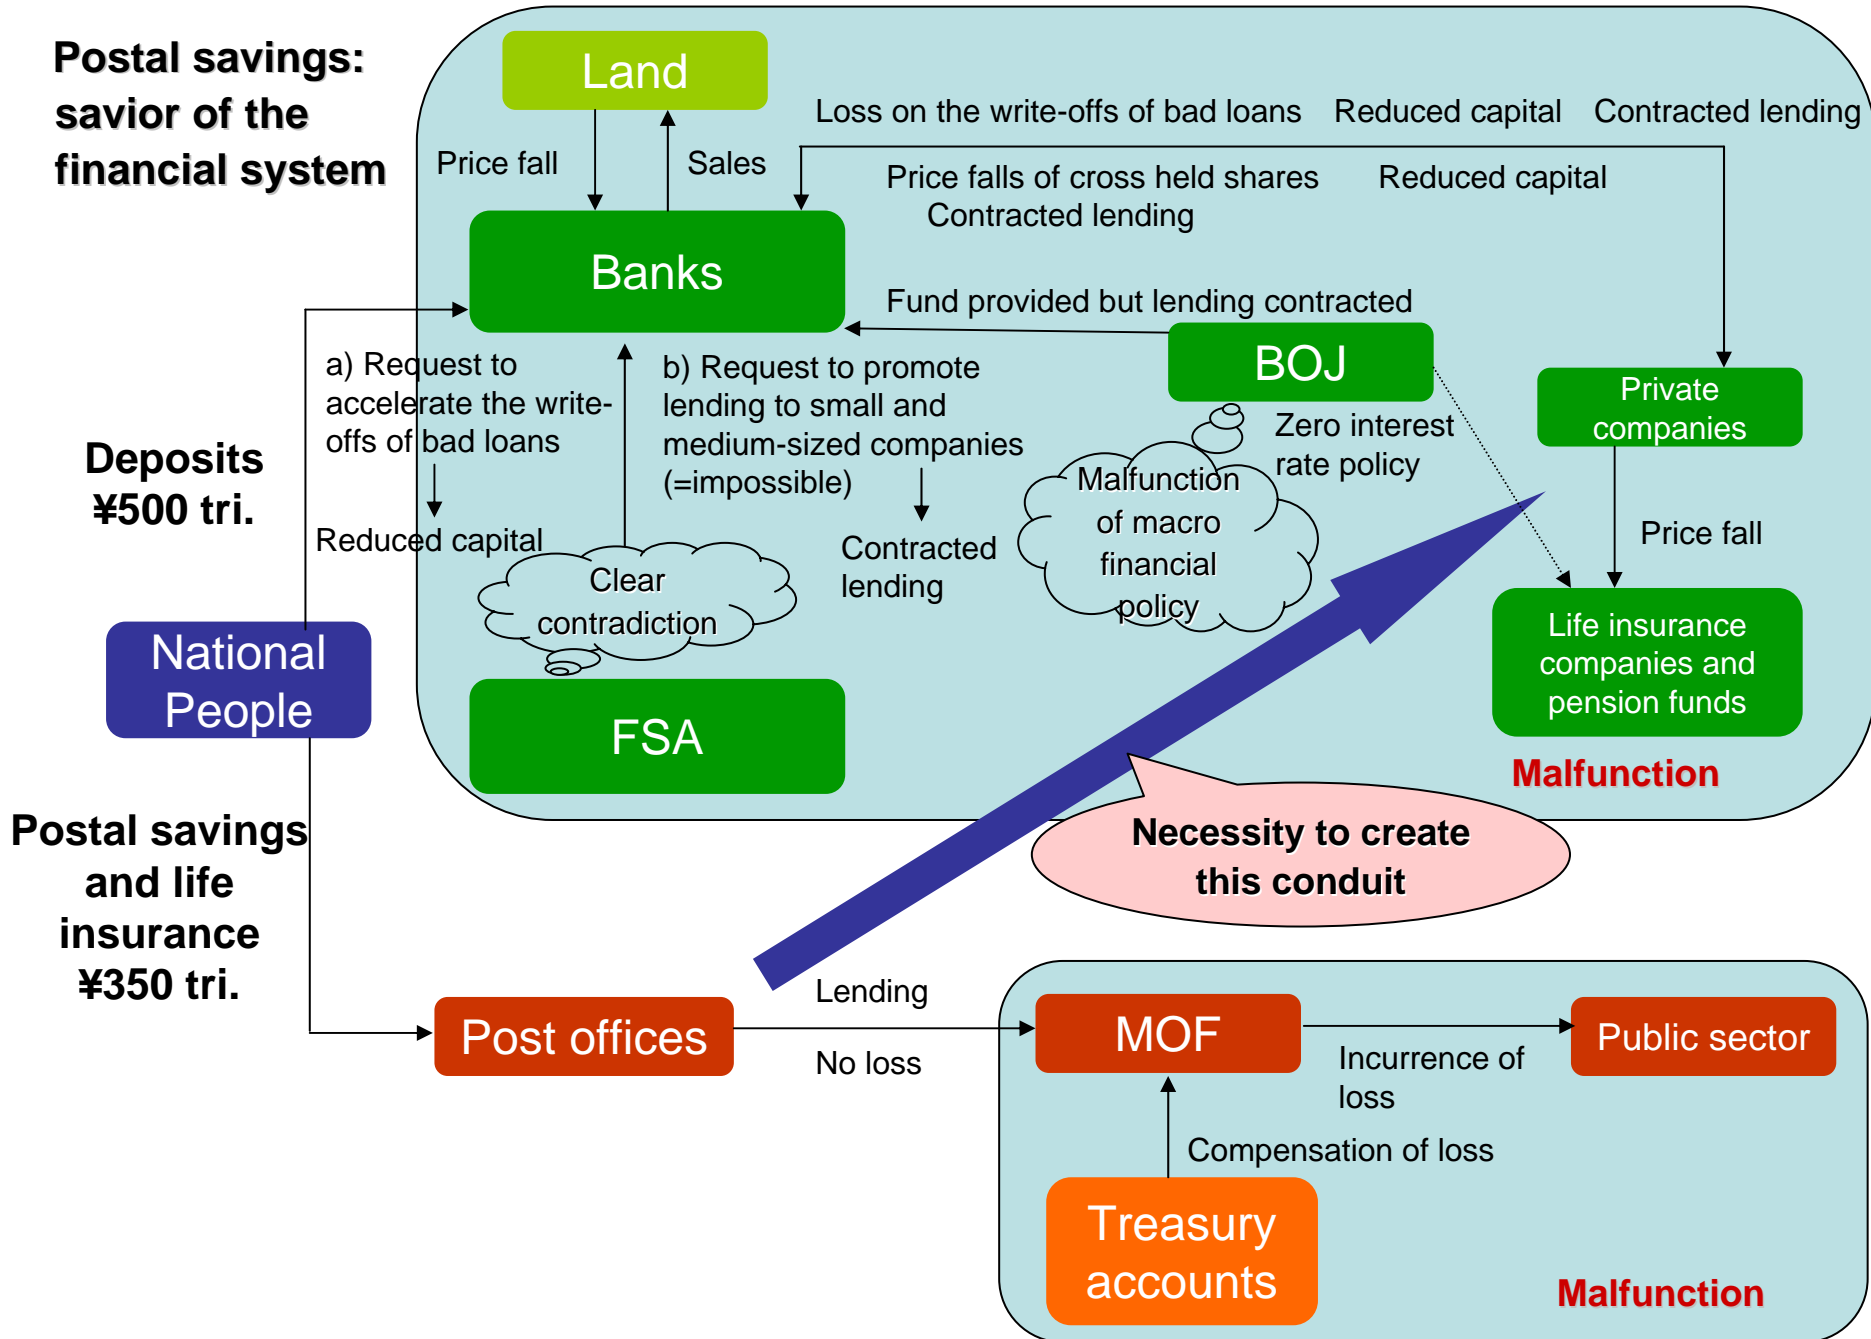 Postal savings:
savior of the
financial system
Land
Loss on the write-offs of bad loans Reduced capital Contracted lending
Price fall
Sales
Price falls of cross held shares Reduced capital
Contracted lending
Banks
Fund provided but lending contracted
BOJ
a) Request to
accelerate the write-
offs of bad loans
b) Request to promote
lending to small and
medium-sized companies
(=impossible)
Zero interest
rate policy
Private
companies
Deposits
¥500 tri.
Malfunction
of macro
financial
policy
Reduced capital
Contracted
lending
Price fall
Clear
contradiction
National
People
Life insurance
companies and
pension funds
FSA
Malfunction
Postal savings
and life
insurance
¥350 tri.
Necessity to create
this conduit
Post offices
Lending
No loss
MOF
Incurrence of
loss
Public sector
Compensation of loss
Treasury
accounts
Malfunction